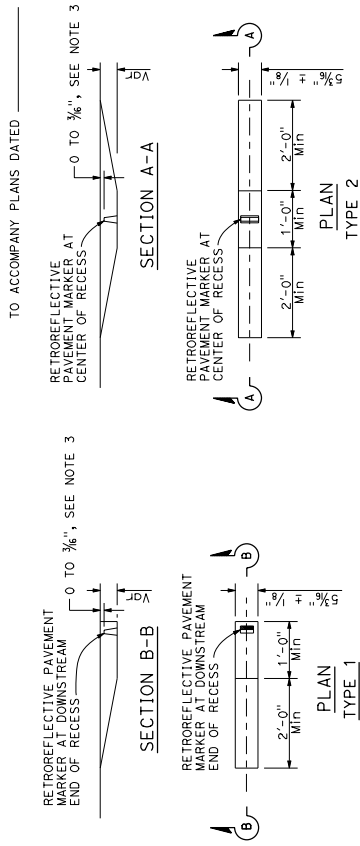 TO ACCOMPANY PLANS DATED
RETROREFLECTIVE PAVEMENT
MARKER AT DOWNSTREAM
END OF RECESS
0 TO 3/16", SEE NOTE 3
Var
SECTION B-B
RETROREFLECTIVE
PAVEMENT MARKER AT
CENTER OF RECESS
0 TO 3/16", SEE NOTE 3
Var
SECTION A-A
RETROREFLECTIVE PAVEMENT
MARKER AT DOWNSTREAM
END OF RECESS
B
B
5 3/16" ± 1/8"
2'-0"
Min
1'-0"
PLAN
TYPE 1
RETROREFLECTIVE
PAVEMENT MARKER AT
CENTER OF RECESS
A
A
5 3/16" ± 1/8"
2'-0"
Min
1'-0"
Min
2'-0"
Min
PLAN
TYPE 2